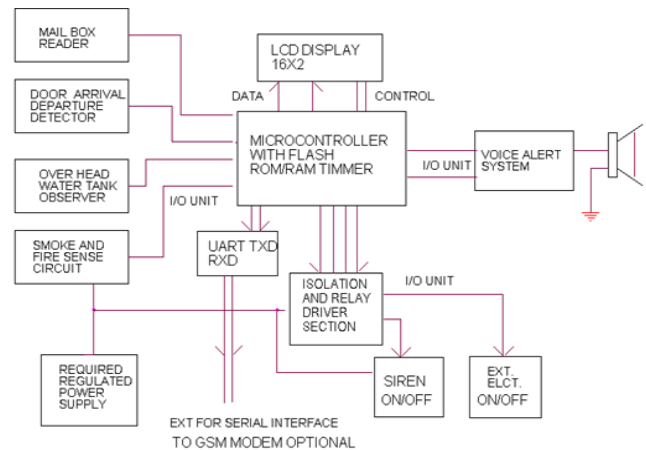 MAIL BOX
READER
LCD DISPLAY
16X2
DOOR ARRIVAL
DEPARTURE
DETECTOR
DATA
CONTROL
MICROCONTROLLER
WITH FLASH
ROM/RAM TIMMER
VOICE ALERT
SYSTEM
I/O UNIT
OVER HEAD
WATER TANK
OBSERVER
I/O UNIT
SMOKE AND
FIRE SENSE
CIRCUIT
UART TXD
RXD
ISOLATION
AND RELAY
DRIVER
SECTION
I/O UNIT
REQUIRED
REGULATED
POWER
SUPPLY
SIREN
ON/OFF
EXT.
ELCT.
ON/OFF
EXT FOR SERIAL INTERFACE
TO GSM MODEM OPTIONAL